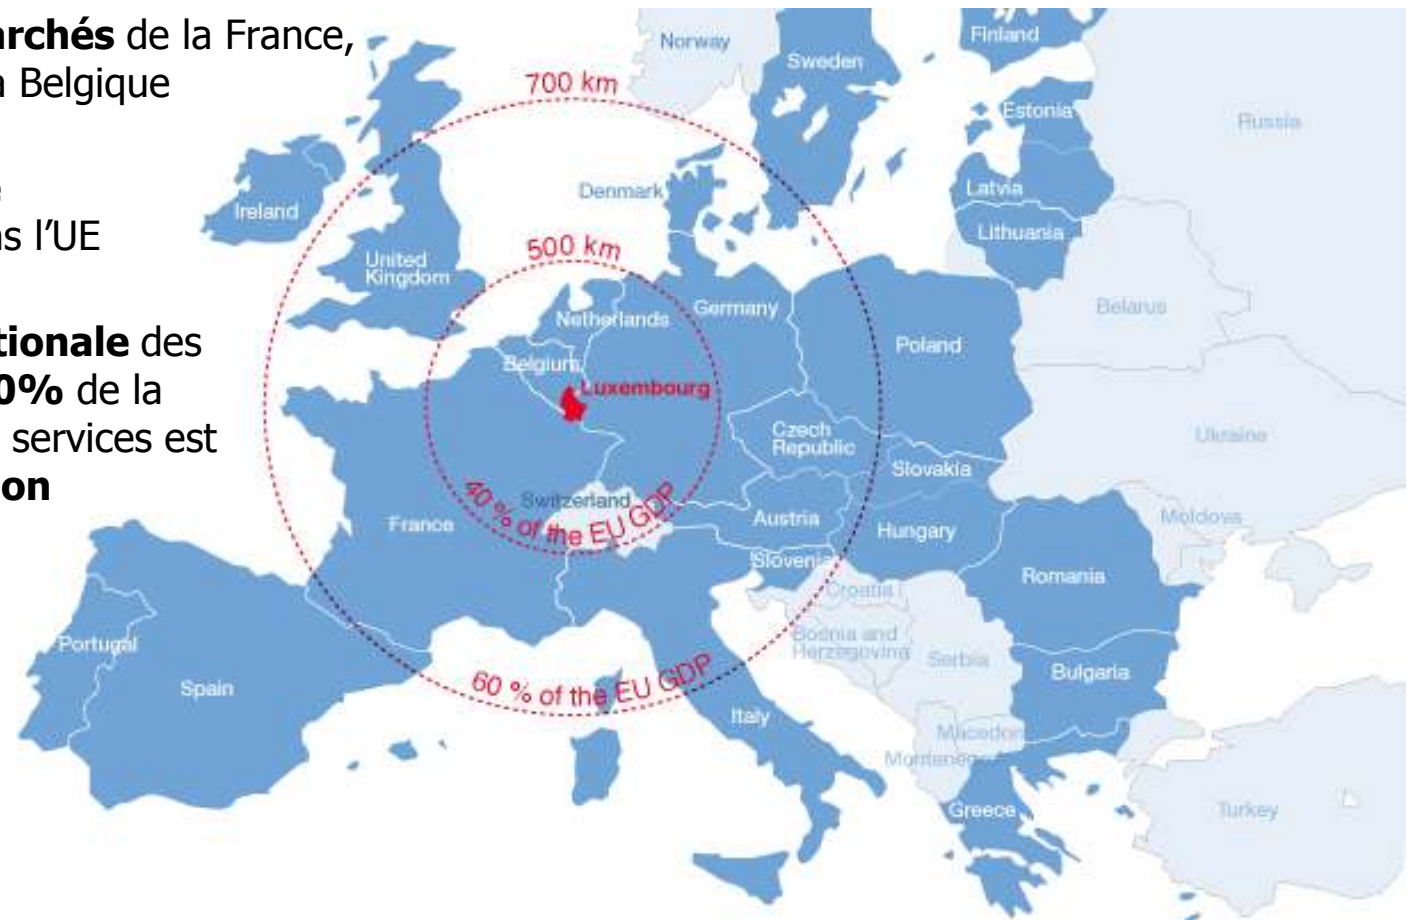 archés de la France,
a Belgique
e
s l’UE
tionale des
0% de la
services est
on
Norway
Finland
Sweden
700 km
Estonia
Russia
Denmark
Latvia
Ireland
Lithuania
500 km
United
Kingdom
Germany
Netherlands
Belarus
Poland
Belgium
Luxembourg
Czech
Republic
Ukraine
Slovakia
Switzerland
40 % of the EU GDP
France
Austria
Hungary
Moldova
Slovenia
Romania
Croatia
Bosnia and
Herzegovina
Portugal
Serbia
Bulgaria
Spain
60 % of the EU GDP
Italy
Macedon
Greece
Turkey